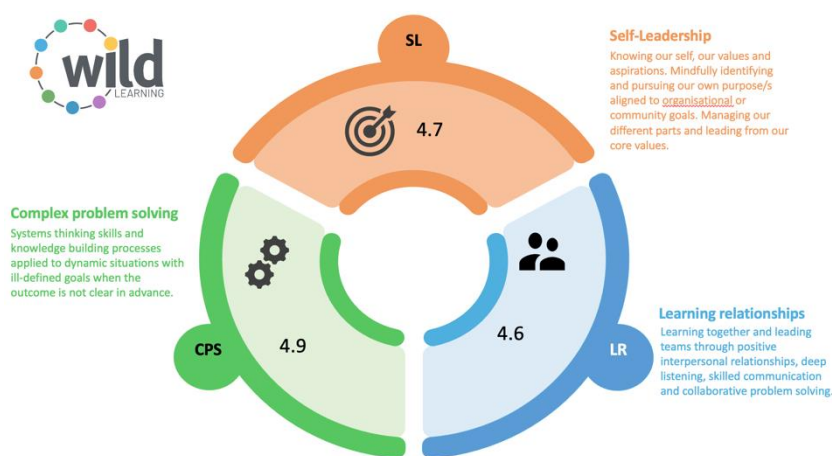 wild
LEARNING
SL
Self-Leadership
Knowing our self, our values and
aspirations. Mindfully identifying
and pursuing our own purpose/s
aligned to organisational or
community goals. Managing our
different parts and leading from our
core values.
4.7
Complex problem solving
Systems thinking skills and
knowledge building processes
applied to dynamic situations with
ill-defined goals when the
outcome is not clear in advance.
CPS
4.9
4.6
LR
Learning relationships
Learning together and leading
teams through positive
interpersonal relationships, deep
listening, skilled communication
and collaborative problem solving.